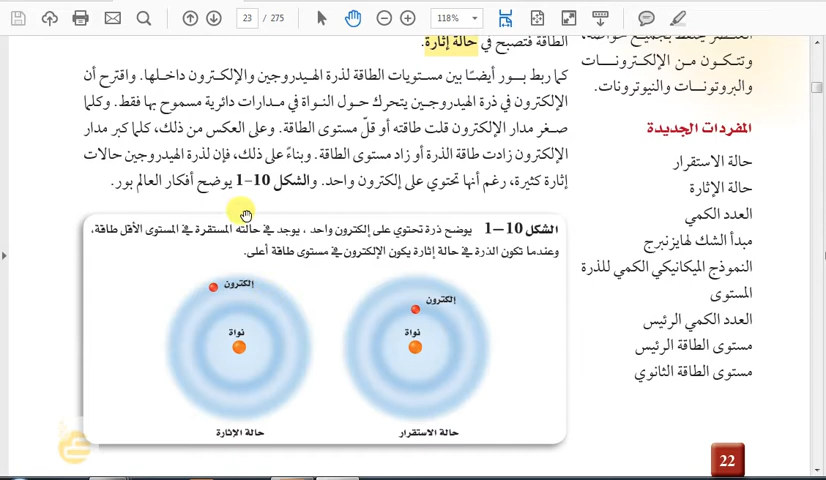 23 / 275
118%
الطاقة فتصبح في حالة إثارة.
كما ربط بـور أيضًا بين مستويات الطاقة لذرة الهيدروجين والإلكترون داخلها. واقترح أن
الإلكترون في ذرة الهيدروجين يتحرك حول النواة في مدارات دائرية مسموح بها فقط. وكلما
صغر مدار الإلكترون قلت طاقته أو قلّ مستوى الطاقة. وعلى العكس من ذلك، كلما كبر مدار
الإلكترون زادت طاقة الذرة أو زاد مستوى الطاقة. وبناءً على ذلك، فإن لذرة الهيدروجين حالات
إثارة كثيرة، رغم أنها تحتوي على إلكترون واحد. والشكل 10-1 يوضح أفكار العالم بور.
الشكل 10-1 يوضح ذرة تحتوي على إلكترون واحد، يوجد في حالته المستقرة في المستوى الأقل طاقة،
وعندما تكون الذرة في حالة إثارة يكون الإلكترون في مستوى طاقة أعلى.
إلكترون
نواة
حالة الاستقرار
إلكترون
نواة
حالة الإثارة
وتتكون من الإلكترونات
والبروتونات والنيوترونات.
المفردات الجديدة
حالة الاستقرار
حالة الإثارة
العدد الكمي
مبدأ الشك لهايزنبرج
النموذج الميكانيكي الكمي للذرة
المستوى
العدد الكمي الرئيس
مستوى الطاقة الرئيس
مستوى الطاقة الثانوي
22